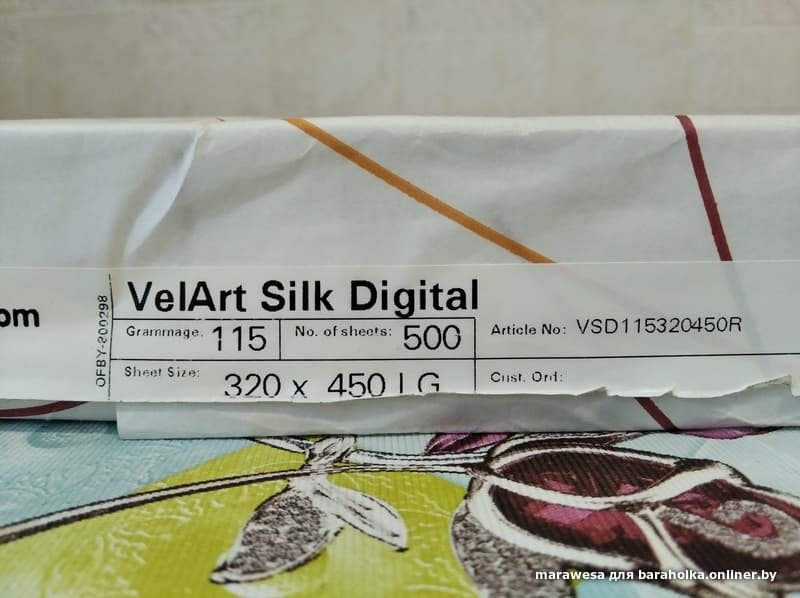 om
OFBY-800298
VelArt Silk Digital
Grammage: 115 No. of sheets: 500
Article No: VSD115320450R
Sheet Size: 320 x 450 LG
Cust. Ord:
marawesa для baraholka.onliner.by